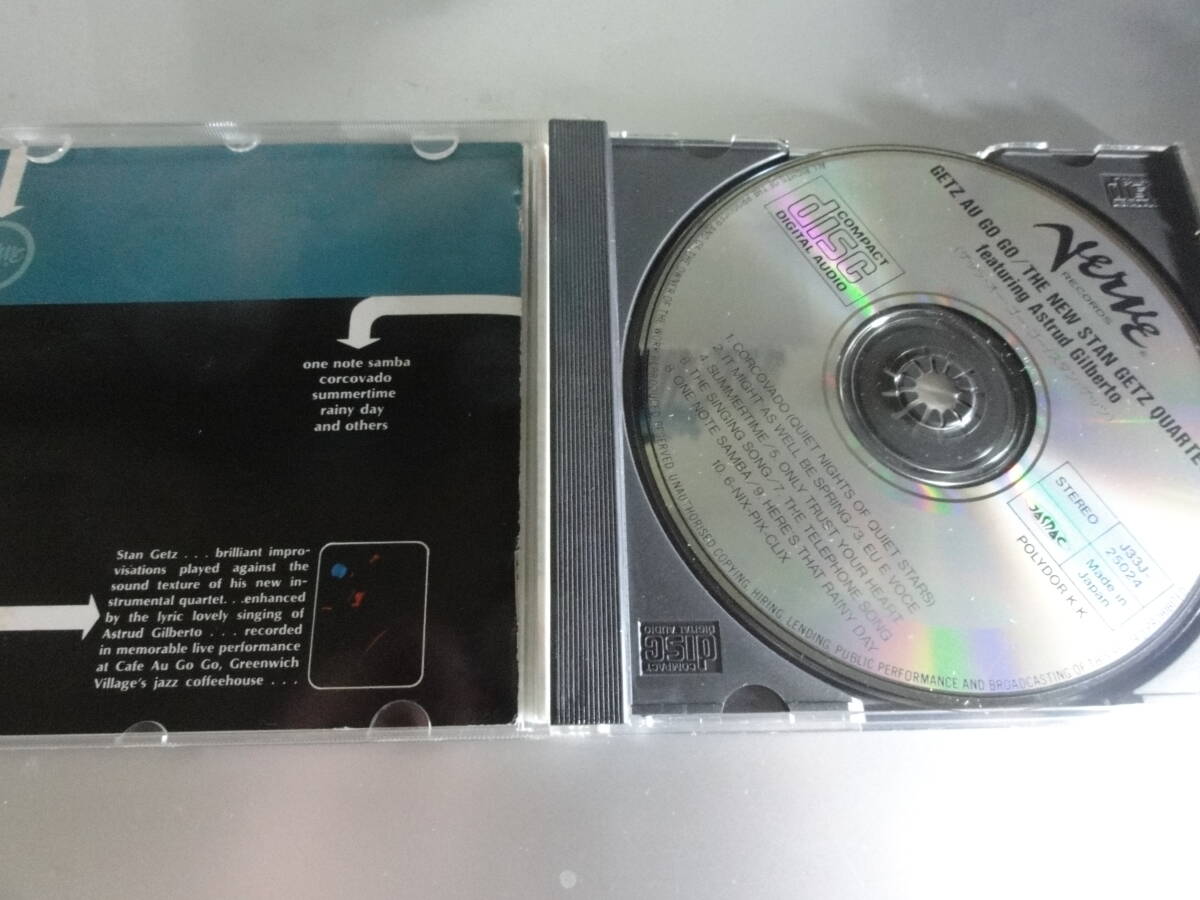 one note samba
corcovado
summertime
rainy day
and others
Stan Getz . . . brilliant impro-
visations played against the
sound texture of his new in-
strumental quartet. . .enhanced
by the lyric lovely singing of
Astrud Gilberto . . . recorded
in memorable live performance
at Cafe Au Go Go, Greenwich
Village's jazz coffeehouse . . .
COMPACT
disc
DIGITAL AUDIO
Verve
RECORDS
GETZ AU GO GO/THE NEW STAN GETZ QUARTE
featuring Astrud Gilberto
1. CORCOVADO (QUIET NIGHTS OF QUIET STARS)
2. IT MIGHT AS WELL BE SPRING/3. EU E VOCE
4. SUMMERTIME/5. ONLY TRUST YOUR HEART
6. THE SINGING SONG/7. THE TELEPHONE SONG
8. ONE NOTE SAMBA/9. HERE'S THAT RAINY DAY
10. 6-NIX-PIX-CLIX
STEREO
J33J-
25024
JASRAC
Made in
Japan
POLYDOR K.K.
RESERVED UNAUTHORISED COPYING, HIRING, LENDING, PUBLIC PERFORMANCE AND BROADCASTING OF
COMPACT
disc
DIGITAL AUDIO
disc